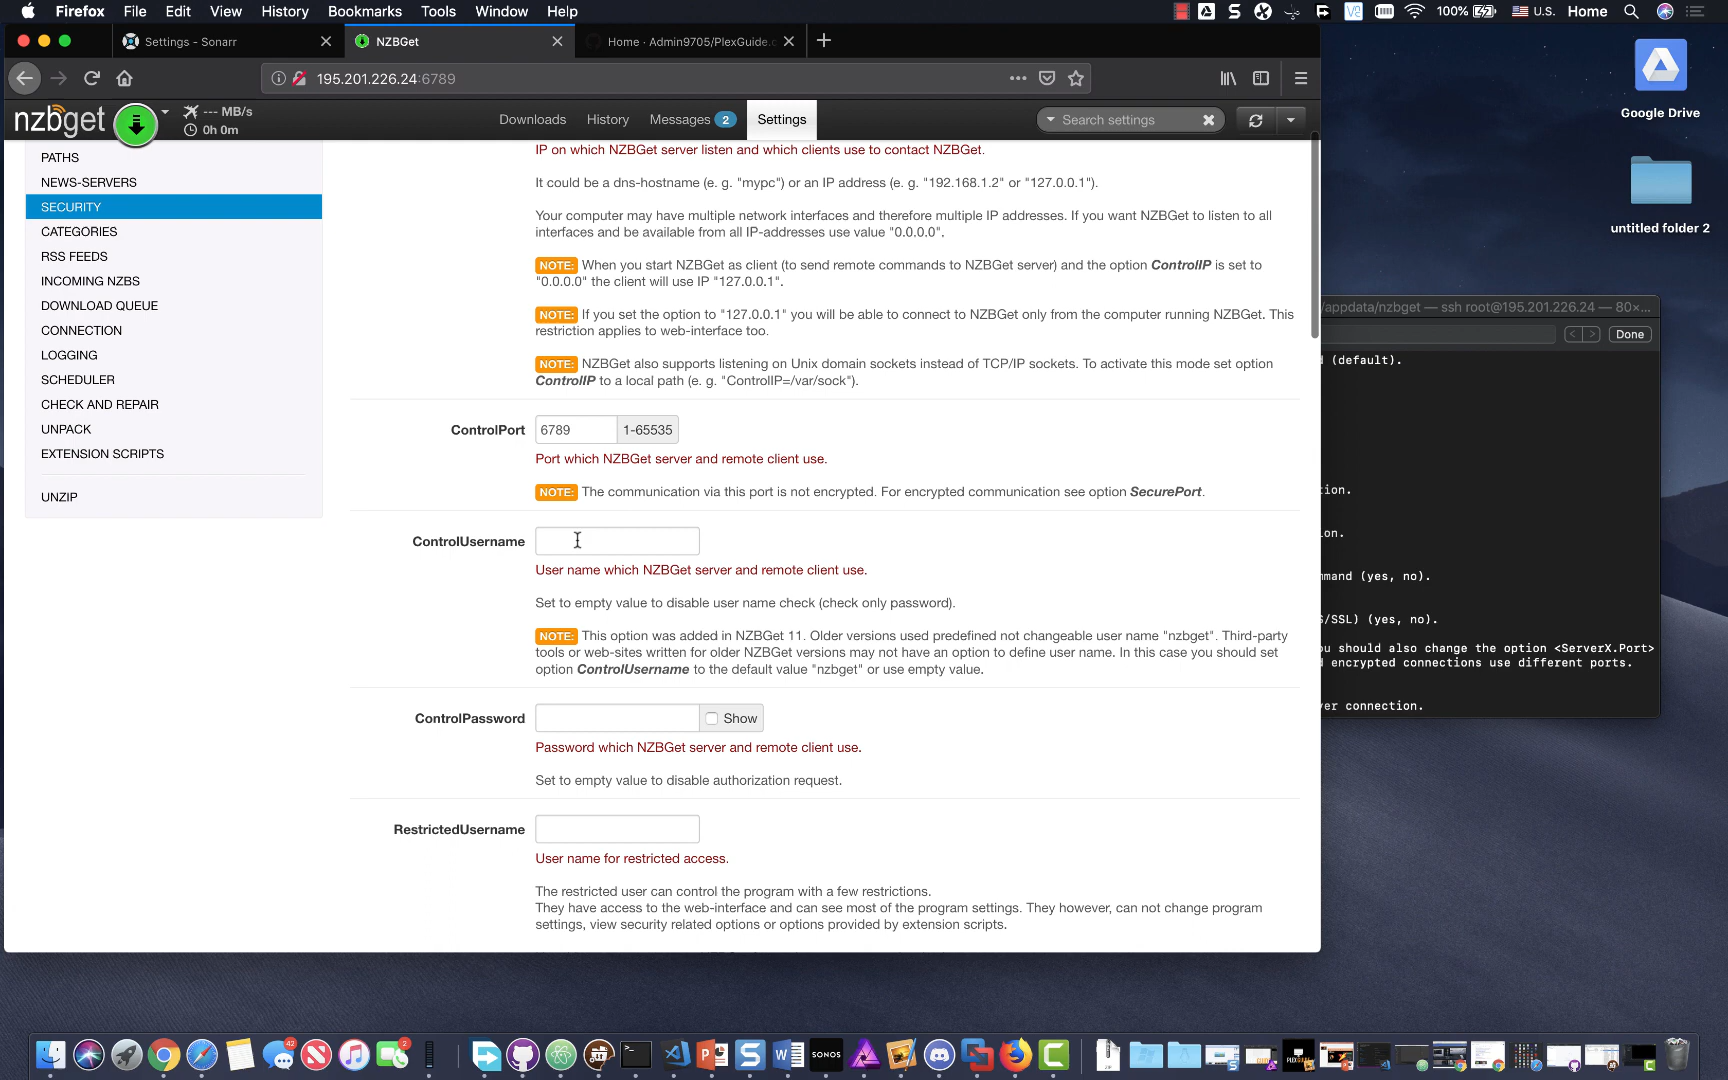 Firefox File Edit View History Bookmarks Tools Window Help 100% U.S. Home
Settings - Sonarr NZBGet Home · Admin9705/PlexGuide.c
195.201.226.24:6789
nzbget --- MB/s
0h 0m
Downloads History Messages 2 Settings Search settings
PATHS
NEWS-SERVERS
SECURITY
CATEGORIES
RSS FEEDS
INCOMING NZBS
DOWNLOAD QUEUE
CONNECTION
LOGGING
SCHEDULER
CHECK AND REPAIR
UNPACK
EXTENSION SCRIPTS
UNZIP
IP on which NZBGet server listen and which clients use to contact NZBGet.
It could be a dns-hostname (e. g. "mypc") or an IP address (e. g. "192.168.1.2" or "127.0.0.1").
Your computer may have multiple network interfaces and therefore multiple IP addresses. If you want NZBGet to listen to all
interfaces and be available from all IP-addresses use value "0.0.0.0".
NOTE: When you start NZBGet as client (to send remote commands to NZBGet server) and the option ControlIP is set to
"0.0.0.0" the client will use IP "127.0.0.1".
NOTE: If you set the option to "127.0.0.1" you will be able to connect to NZBGet only from the computer running NZBGet. This
restriction applies to web-interface too.
NOTE: NZBGet also supports listening on Unix domain sockets instead of TCP/IP sockets. To activate this mode set option
ControlIP to a local path (e. g. "ControlIP=/var/sock").
ControlPort 6789 1-65535
Port which NZBGet server and remote client use.
NOTE: The communication via this port is not encrypted. For encrypted communication see option SecurePort.
ControlUsername
User name which NZBGet server and remote client use.
Set to empty value to disable user name check (check only password).
NOTE: This option was added in NZBGet 11. Older versions used predefined not changeable user name "nzbget". Third-party
tools or web-sites written for older NZBGet versions may not have an option to define user name. In this case you should set
option ControlUsername to the default value "nzbget" or use empty value.
ControlPassword Show
Password which NZBGet server and remote client use.
Set to empty value to disable authorization request.
RestrictedUsername
User name for restricted access.
The restricted user can control the program with a few restrictions.
They have access to the web-interface and can see most of the program settings. They however, can not change program
settings, view security related options or options provided by extension scripts.
Google Drive
untitled folder 2
/appdata/nzbget — ssh root@195.201.226.24 — 80×...
Done
d (default).
tion.
on.
mmand (yes, no).
S/SSL) (yes, no).
ou should also change the option <ServerX.Port>
d encrypted connections use different ports.
ver connection.
42
2
SONOS